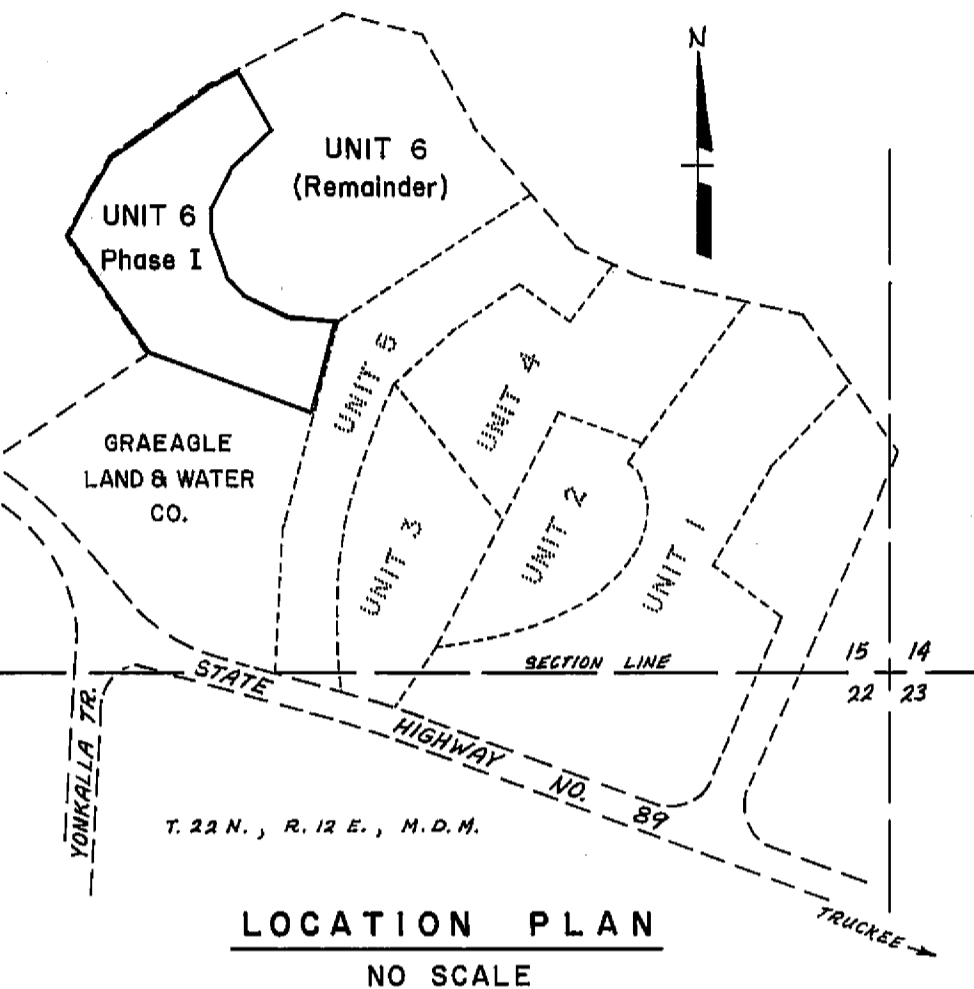 N
UNIT 6
(Remainder)
UNIT 6
Phase I
UNIT 5
UNIT 4
GRAEAGLE
LAND & WATER
CO.
UNIT 3
UNIT 2
UNIT 1
SECTION LINE
15 14
22 23
STATE
HIGHWAY
NO.
89
YONKALLA TR.
T. 22 N., R. 12 E., M.D.M.
TRUCKEE
LOCATION PLAN
NO SCALE